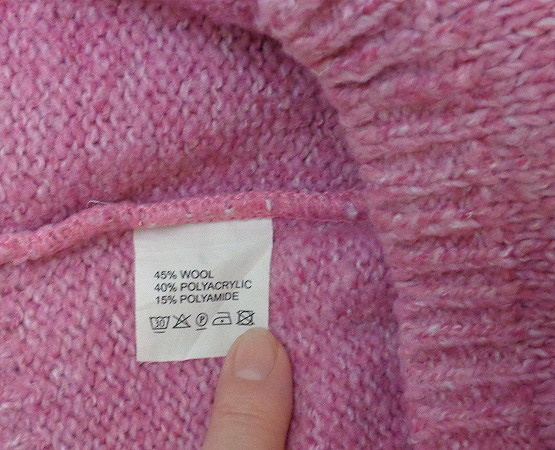 45% WOOL
40% POLYACRYLIC
15% POLYAMIDE
30 P